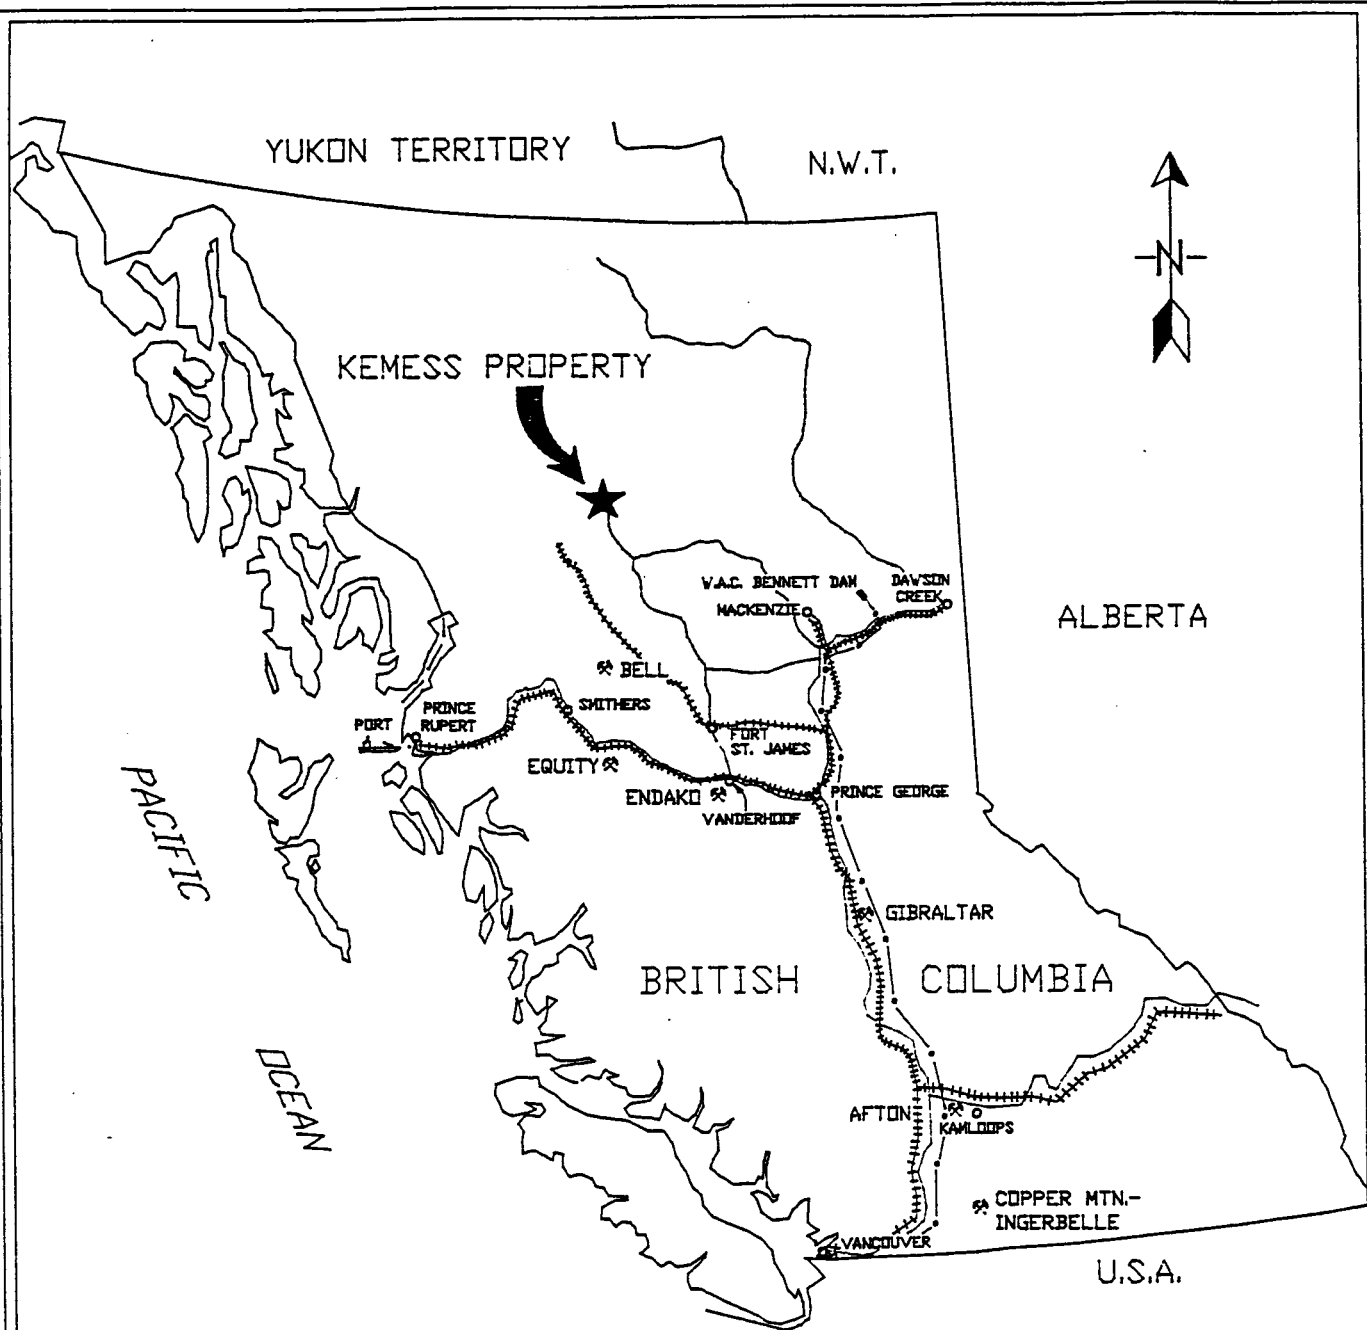 YUKON TERRITORY
N.W.T.
N
KEMESS PROPERTY
W.A.C. BENNETT DAM
DAWSON
CREEK
MACKENZIE
ALBERTA
BELL
SMITHERS
PRINCE
RUPERT
PORT
FORT
ST. JAMES
EQUITY
ENDAKO
PRINCE GEORGE
VANDERHOOF
PACIFIC
GIBRALTAR
BRITISH COLUMBIA
OCEAN
AFTON
KAMLOOPS
COPPER MTN.-
INGERBELLE
VANCOUVER
U.S.A.